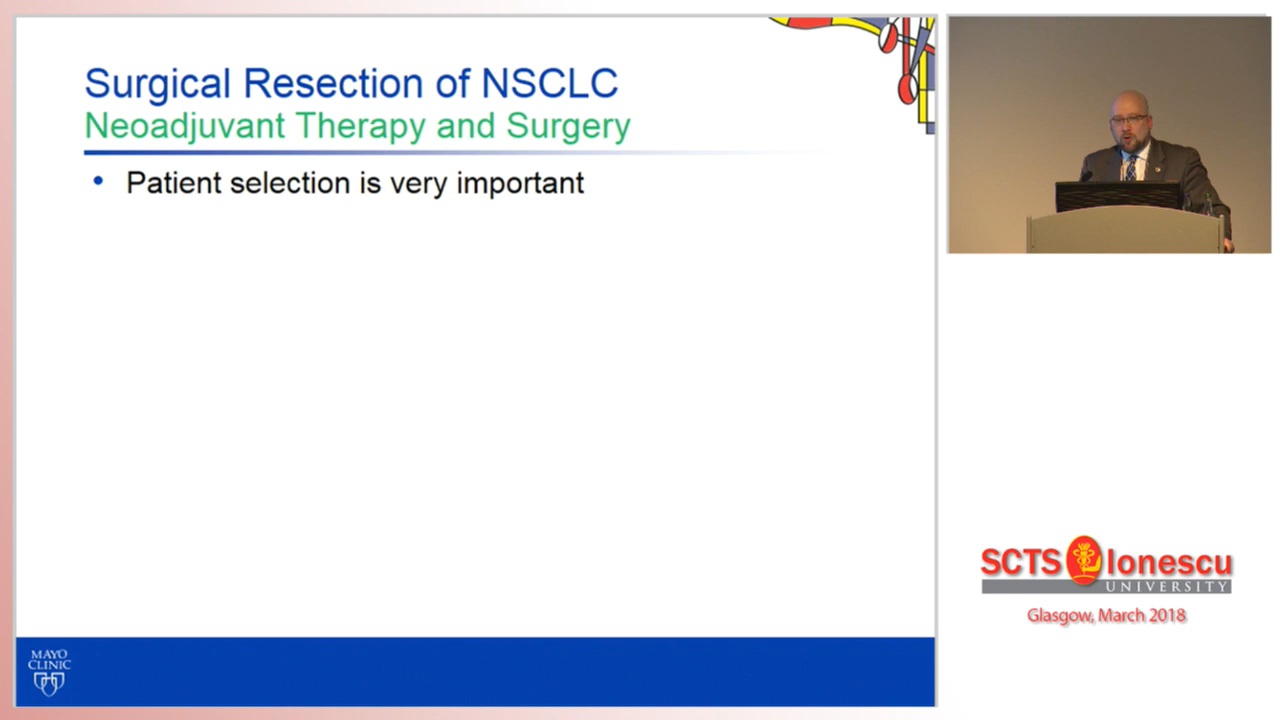 Surgical Resection of NSCLC
Neoadjuvant Therapy and Surgery
• Patient selection is very important
MAYO
CLINIC
SCTS Ionescu
UNIVERSITY
Glasgow, March 2018